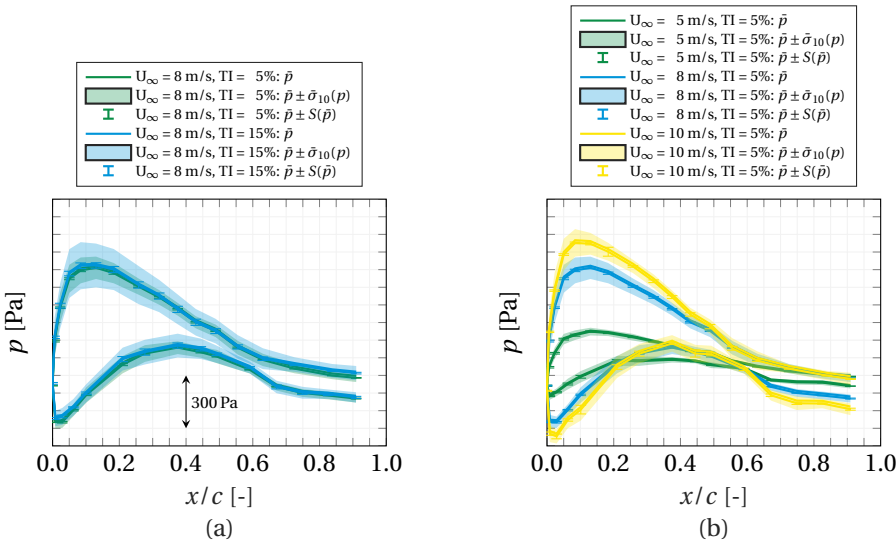 U∞ = 8 m/s, TI = 5%: p̄
U∞ = 8 m/s, TI = 5%: p̄ ± σ̄10(p)
U∞ = 8 m/s, TI = 5%: p̄ ± S(p̄)
U∞ = 8 m/s, TI = 15%: p̄
U∞ = 8 m/s, TI = 15%: p̄ ± σ̄10(p)
U∞ = 8 m/s, TI = 15%: p̄ ± S(p̄)
p [Pa]
300 Pa
0.0 0.2 0.4 0.6 0.8 1.0
x/c [-]
(a)
U∞ = 5 m/s, TI = 5%: p̄
U∞ = 5 m/s, TI = 5%: p̄ ± σ̄10(p)
U∞ = 5 m/s, TI = 5%: p̄ ± S(p̄)
U∞ = 8 m/s, TI = 5%: p̄
U∞ = 8 m/s, TI = 5%: p̄ ± σ̄10(p)
U∞ = 8 m/s, TI = 5%: p̄ ± S(p̄)
U∞ = 10 m/s, TI = 5%: p̄
U∞ = 10 m/s, TI = 5%: p̄ ± σ̄10(p)
U∞ = 10 m/s, TI = 5%: p̄ ± S(p̄)
p [Pa]
0.0 0.2 0.4 0.6 0.8 1.0
x/c [-]
(b)